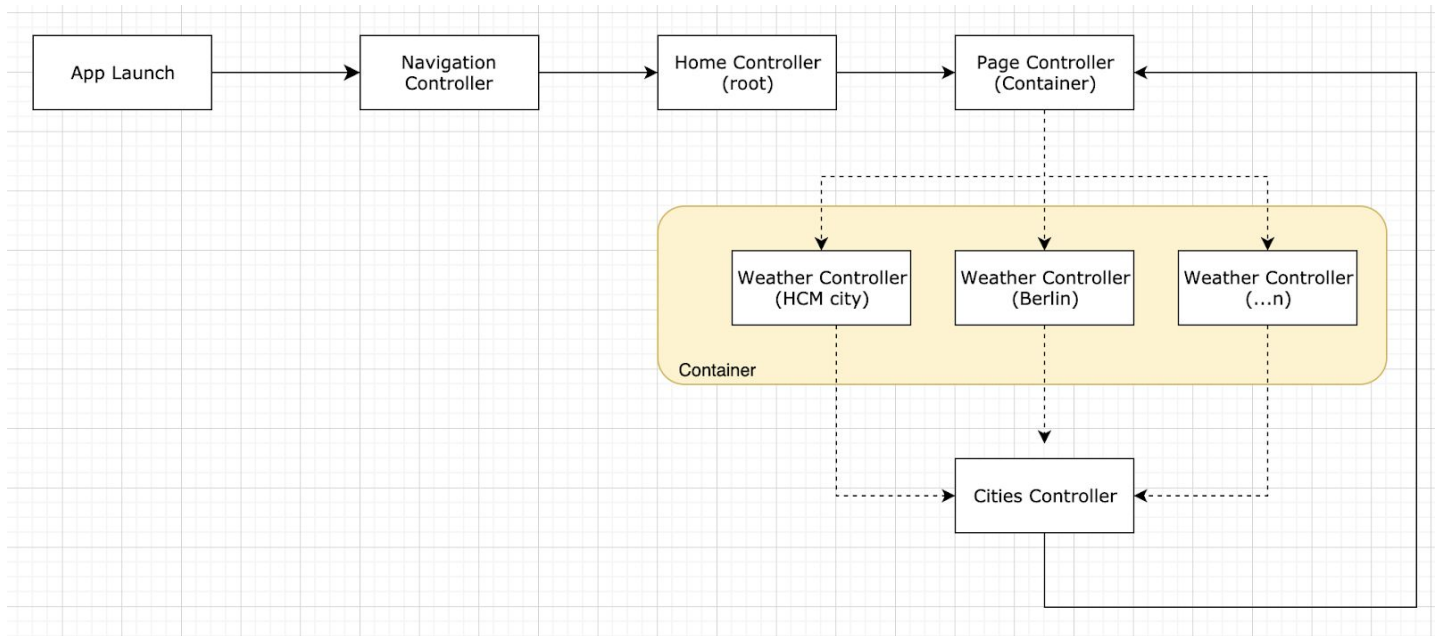 App Launch
Navigation
Controller
Home Controller
(root)
Page Controller
(Container)
Weather Controller
(HCM city)
Weather Controller
(Berlin)
Weather Controller
(...n)
Container
Cities Controller